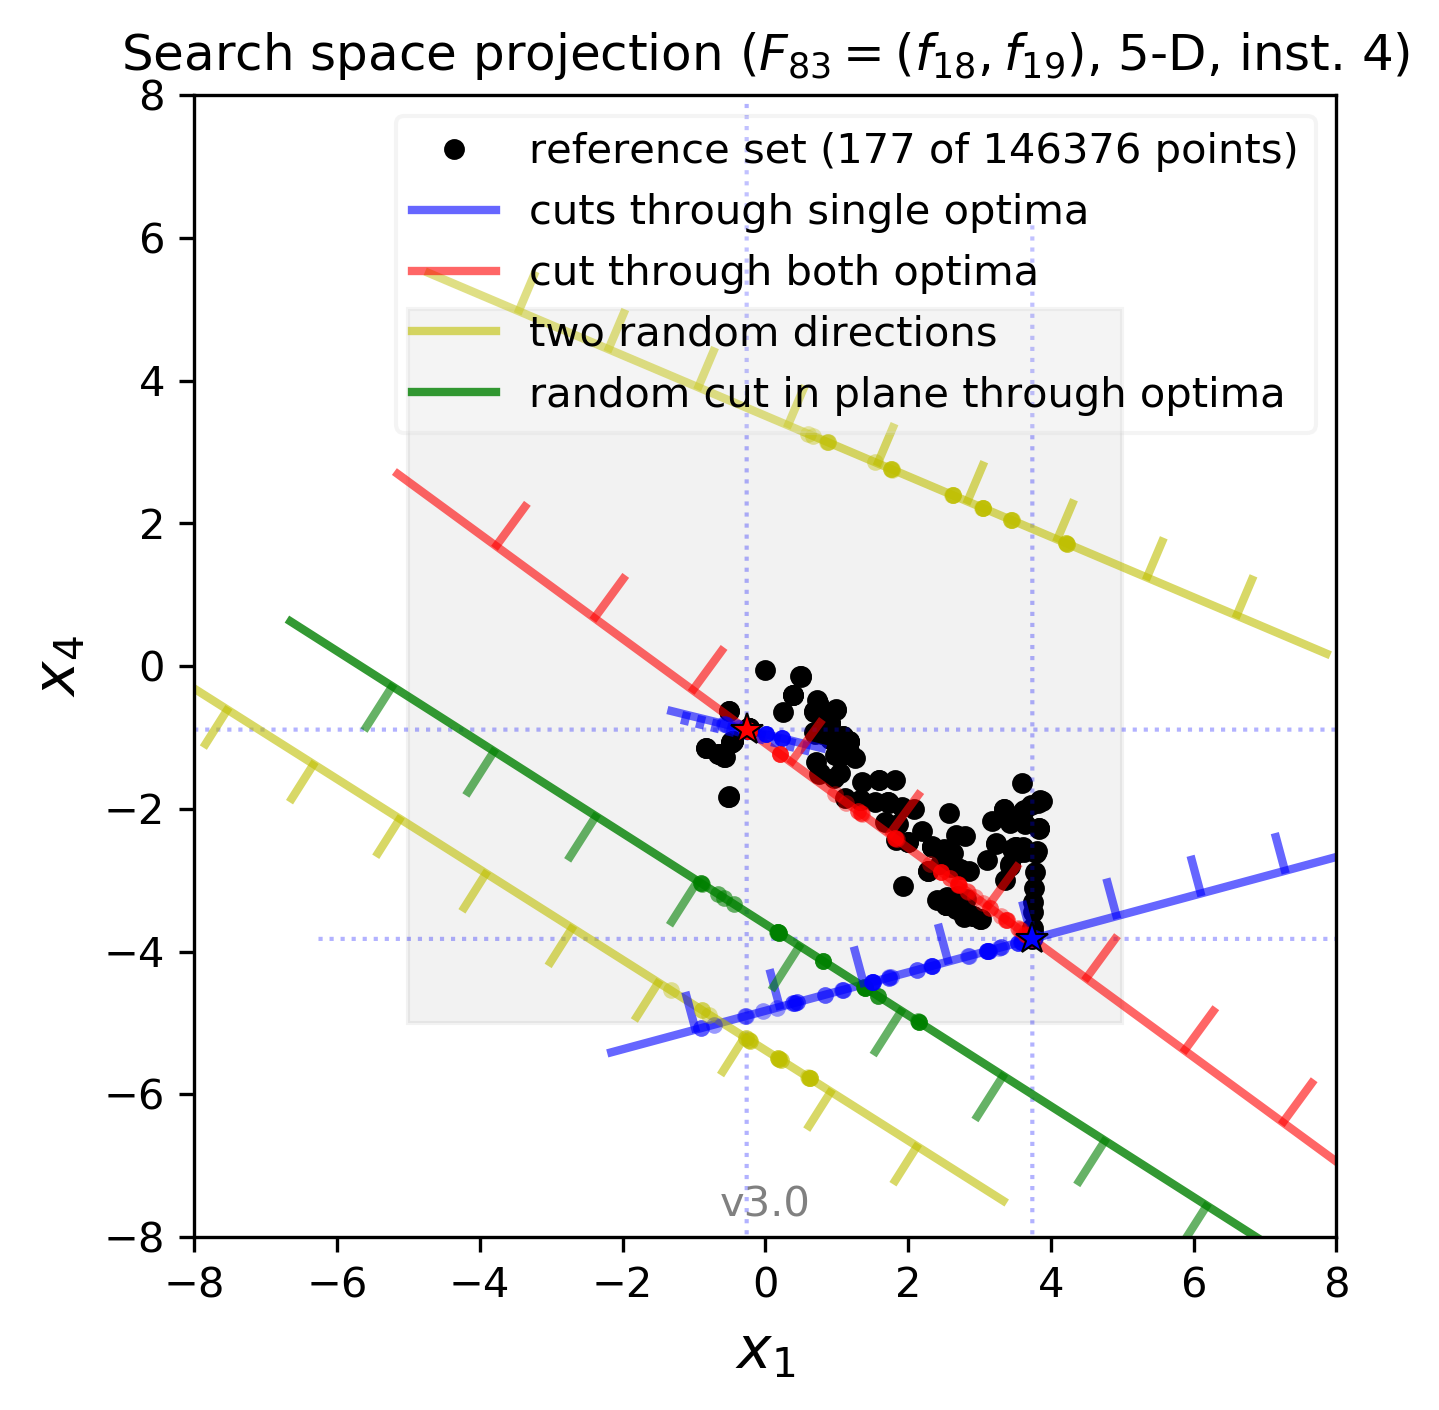 Search space projection (F₈₃ = (f₁₈, f₁₉), 5-D, inst. 4)
8
reference set (177 of 146376 points)
cuts through single optima
6
cut through both optima
two random directions
4
random cut in plane through optima
2
x₄
0
−2
−4
−6
v3.0
−8
−8 −6 −4 −2 0 2 4 6 8
x₁